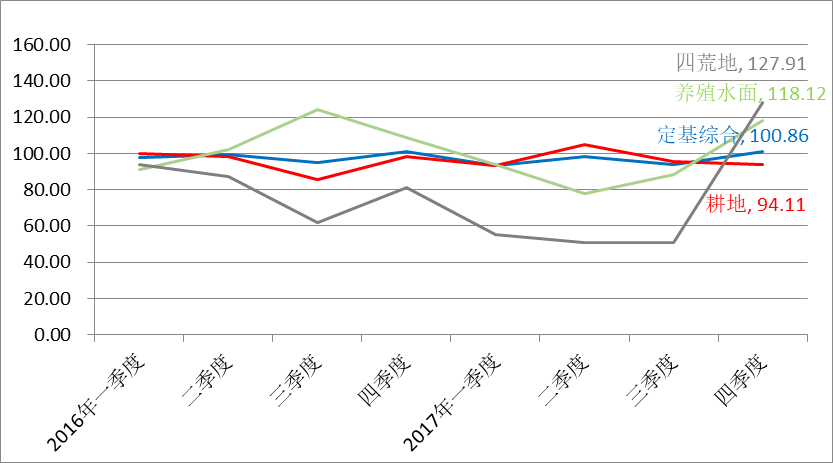 160.00
140.00
120.00
100.00
80.00
60.00
40.00
20.00
0.00
四荒地, 127.91
养殖水面, 118.12
定基综合, 100.86
耕地, 94.11
2016年一季度
二季度
三季度
四季度
2017年一季度
二季度
三季度
四季度